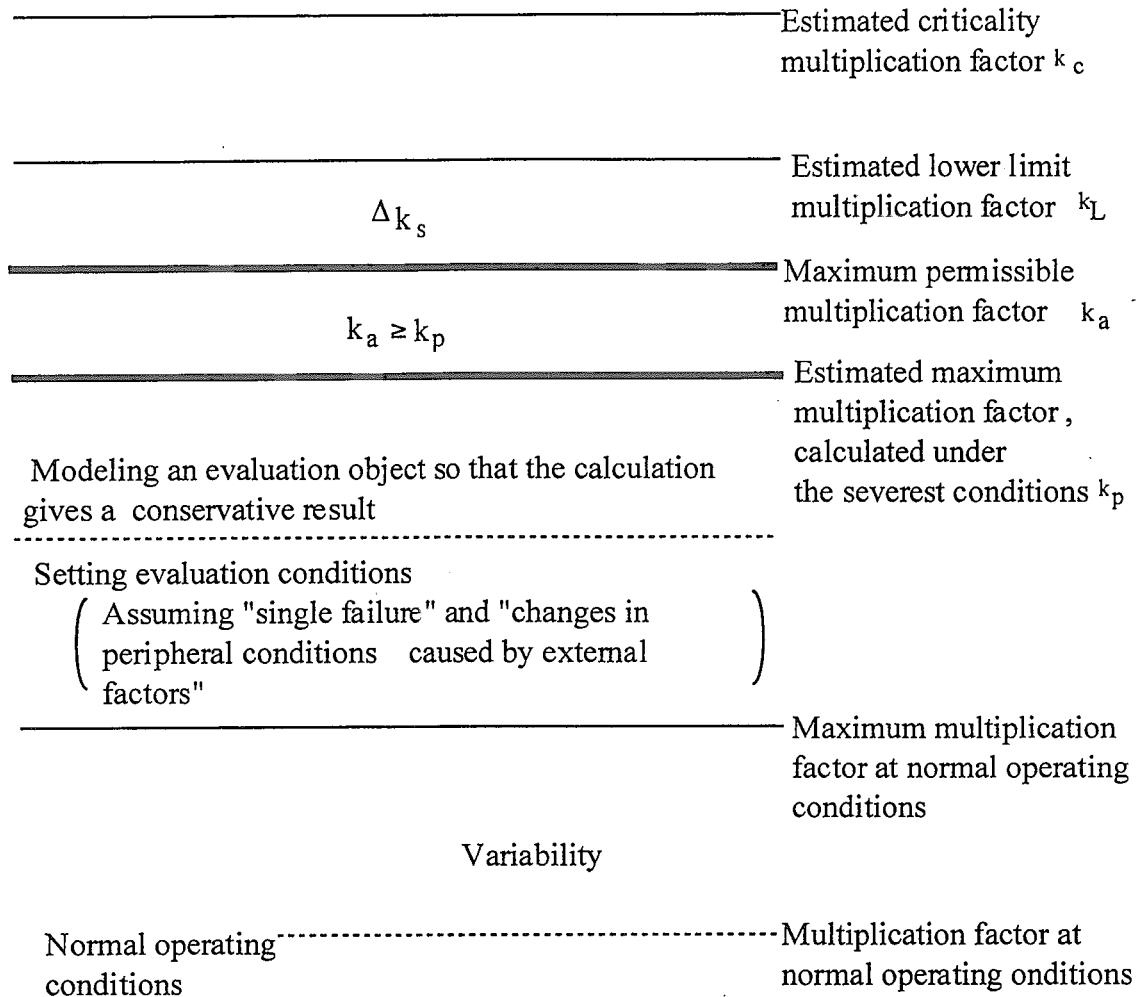 Estimated criticality
multiplication factor k c
Estimated lower limit
multiplication factor kL
Δks
Maximum permissible
multiplication factor ka
ka ≥ kp
Estimated maximum
multiplication factor,
calculated under
the severest conditions kp
Modeling an evaluation object so that the calculation
gives a conservative result
Setting evaluation conditions
( Assuming "single failure" and "changes in
peripheral conditions caused by external
factors" )
Maximum multiplication
factor at normal operating
conditions
Variability
Normal operating
conditions
Multiplication factor at
normal operating onditions